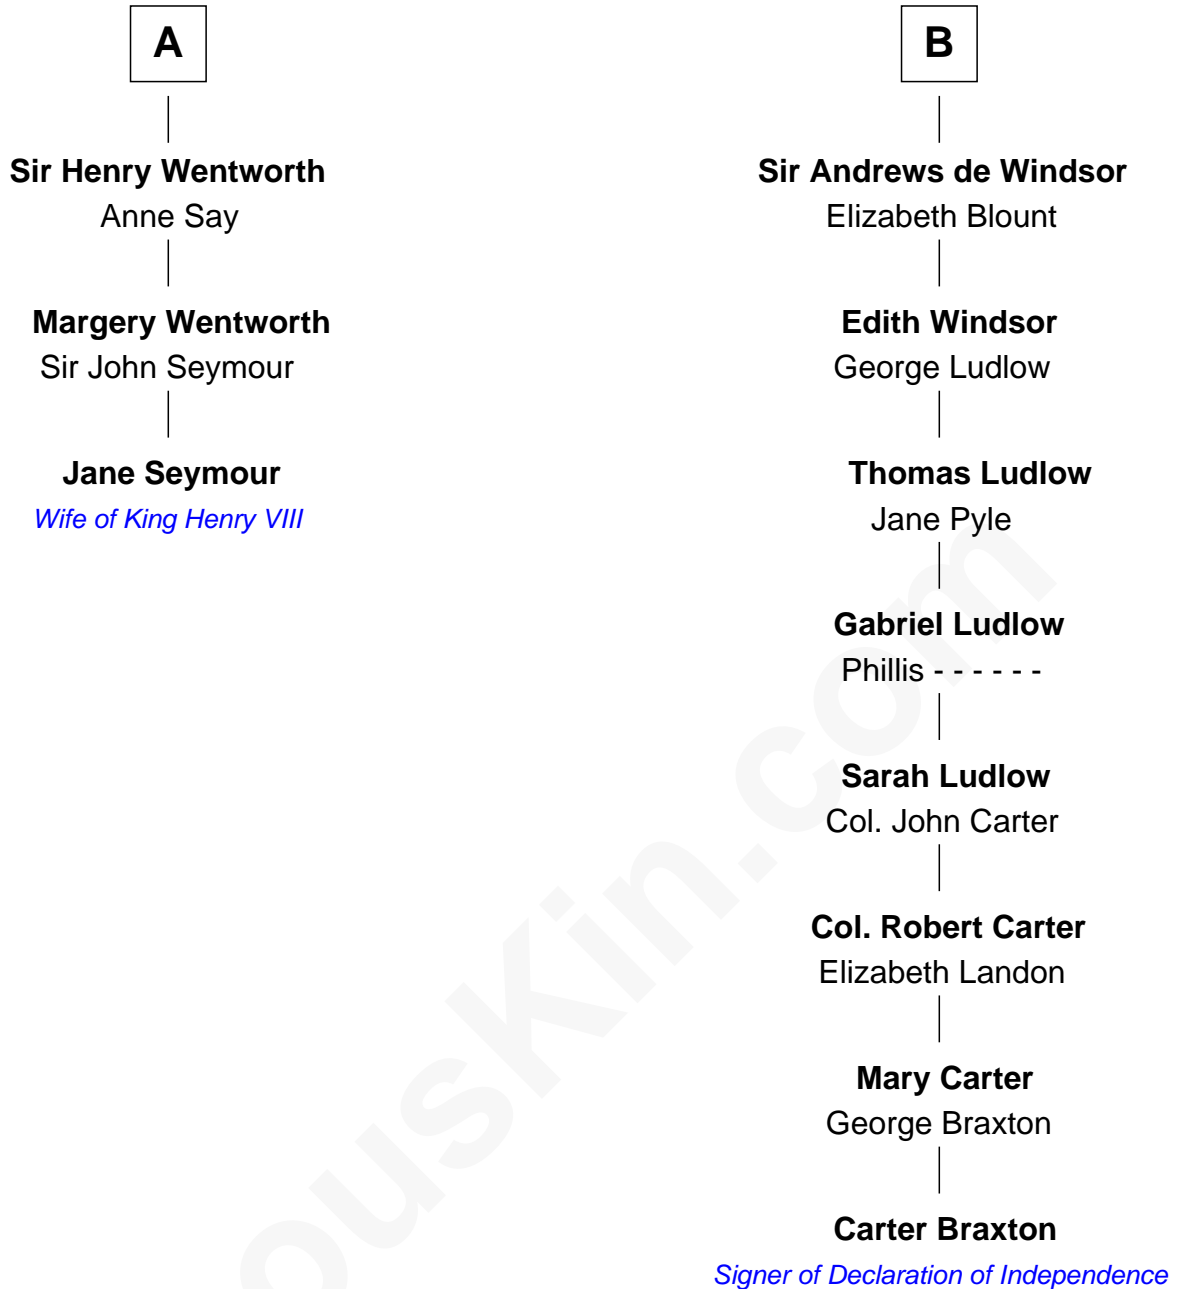 A
Sir Henry Wentworth
Anne Say
Margery Wentworth
Sir John Seymour
Jane Seymour
Wife of King Henry VIII
B
Sir Andrews de Windsor
Elizabeth Blount
Edith Windsor
George Ludlow
Thomas Ludlow
Jane Pyle
Gabriel Ludlow
Phillis - - - - - -
Sarah Ludlow
Col. John Carter
Col. Robert Carter
Elizabeth Landon
Mary Carter
George Braxton
Carter Braxton
Signer of Declaration of Independence
ousKin.com